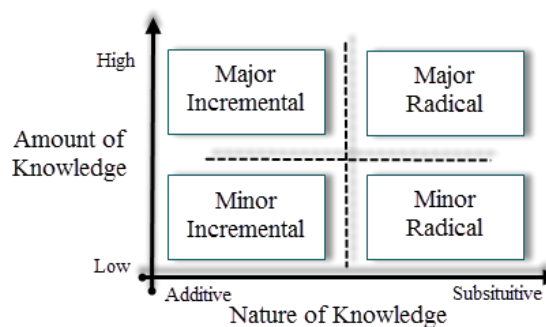 High
Major
Incremental
Major
Radical
Amount of
Knowledge
Minor
Incremental
Minor
Radical
Low
Additive
Subsituitive
Nature of Knowledge